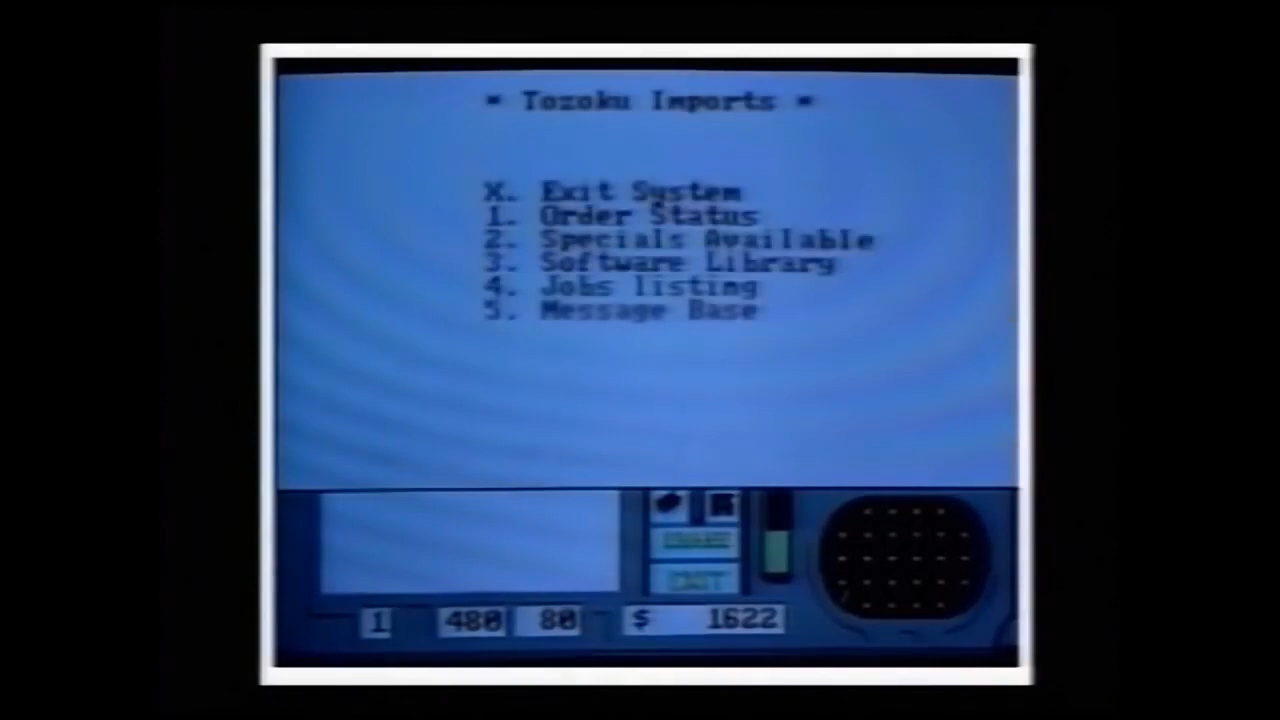 * Tozoku Imports *
X. Exit System
1. Order Status
2. Specials Available
3. Software Library
4. Jobs listing
5. Message Base
1 480 80 $ 1622